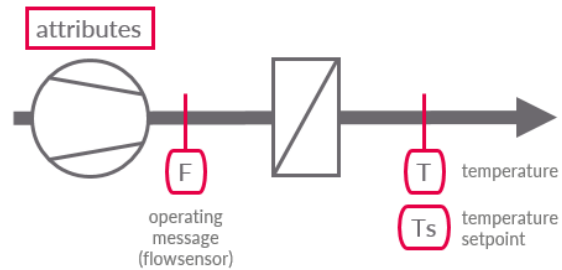 attributes
F
operating
message
(flowsensor)
T
temperature
Ts
temperature
setpoint